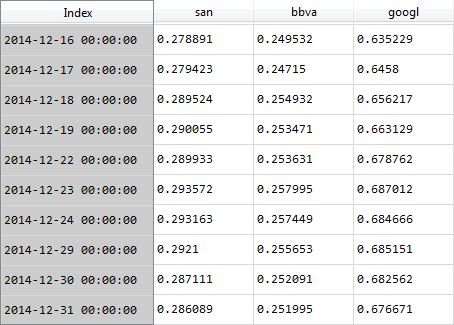 Index san bbva googl
2014-12-16 00:00:00 0.278891 0.249532 0.635229
2014-12-17 00:00:00 0.279423 0.24715 0.6458
2014-12-18 00:00:00 0.289524 0.254932 0.656217
2014-12-19 00:00:00 0.290055 0.253471 0.663129
2014-12-22 00:00:00 0.289933 0.253631 0.678762
2014-12-23 00:00:00 0.293572 0.257995 0.687012
2014-12-24 00:00:00 0.293163 0.257449 0.684666
2014-12-29 00:00:00 0.2921 0.255653 0.685151
2014-12-30 00:00:00 0.287111 0.252091 0.682562
2014-12-31 00:00:00 0.286089 0.251995 0.676671